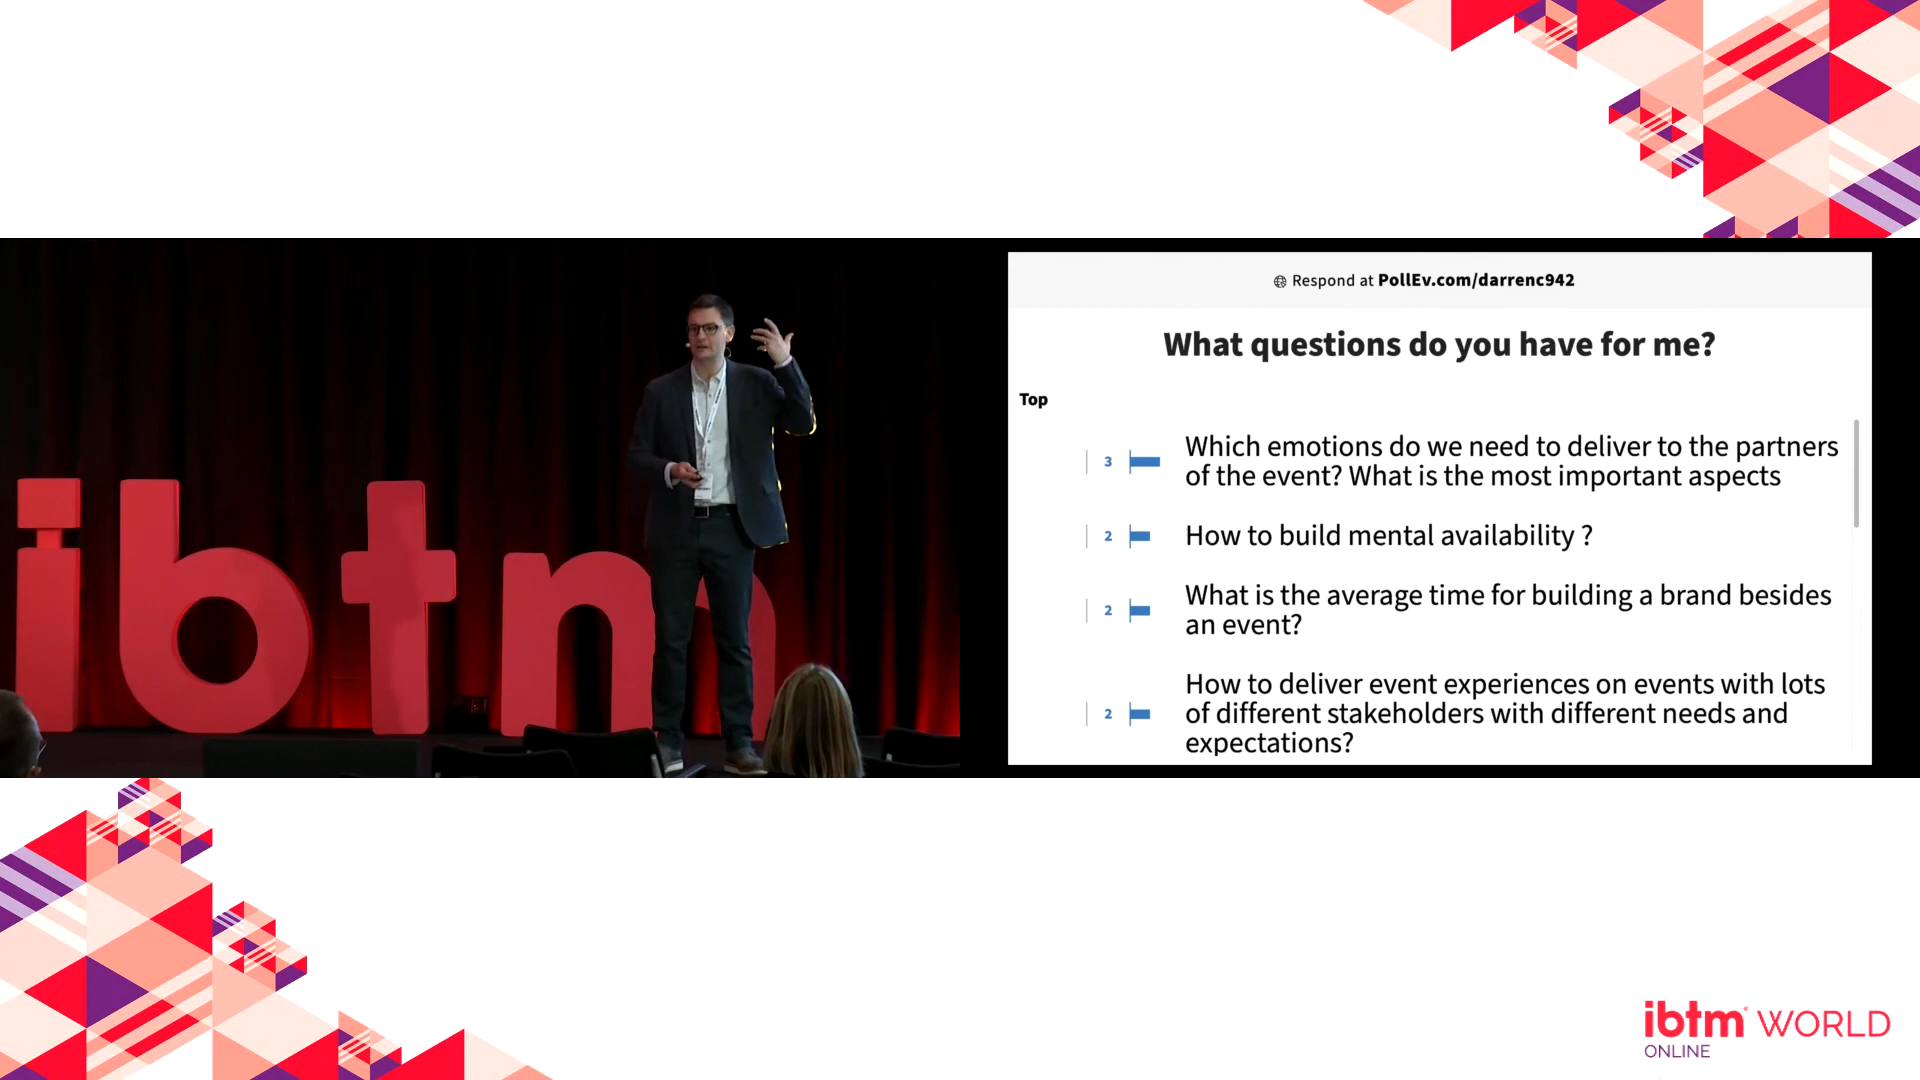 ibtm
Respond at PollEv.com/darrenc942
What questions do you have for me?
Top
3
Which emotions do we need to deliver to the partners
of the event? What is the most important aspects
2
How to build mental availability ?
2
What is the average time for building a brand besides
an event?
2
How to deliver event experiences on events with lots
of different stakeholders with different needs and
expectations?
ibtm WORLD
ONLINE